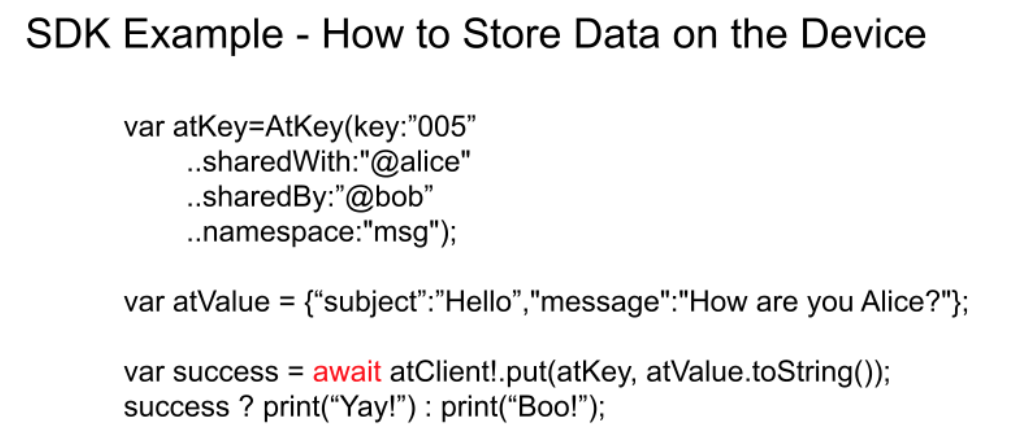 SDK Example - How to Store Data on the Device
var atKey=AtKey(key:”005”
..sharedWith:"@alice"
..sharedBy:”@bob”
..namespace:"msg");
var atValue = {“subject”:”Hello”,"message":"How are you Alice?"};
var success = await atClient!.put(atKey, atValue.toString());
success ? print(“Yay!”) : print(“Boo!”);